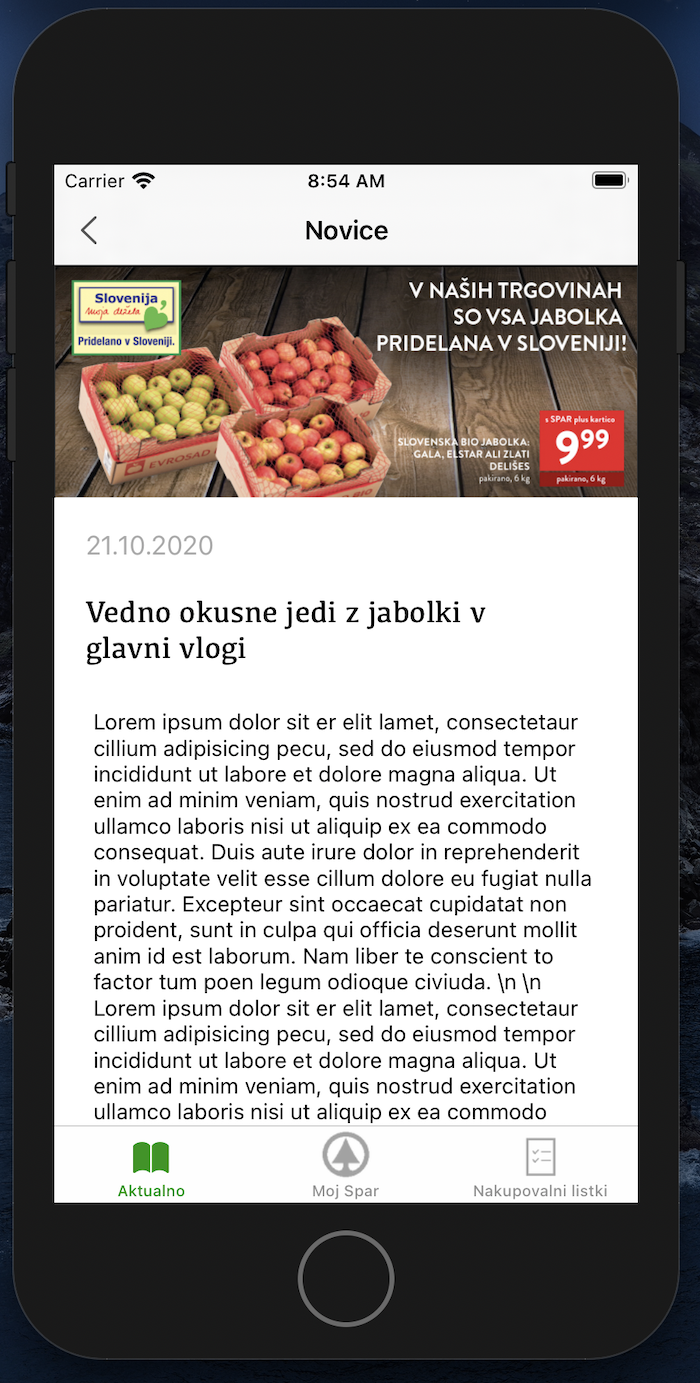 Carrier
8:54 AM
Novice
Slovenija,
moja dežela
Pridelano v Sloveniji.
V NAŠIH TRGOVINAH
SO VSA JABOLKA
PRIDELANA V SLOVENIJI!
EVROSAD
BIO
SLOVENSKA BIO JABOLKA:
GALA, ELSTAR ALI ZLATI
DELIŠES
pakirano, 6 kg
s SPAR plus kartico
999
pakirano, 6 kg
21.10.2020
Vedno okusne jedi z jabolki v
glavni vlogi
Lorem ipsum dolor sit er elit lamet, consectetaur
cillium adipisicing pecu, sed do eiusmod tempor
incididunt ut labore et dolore magna aliqua. Ut
enim ad minim veniam, quis nostrud exercitation
ullamco laboris nisi ut aliquip ex ea commodo
consequat. Duis aute irure dolor in reprehenderit
in voluptate velit esse cillum dolore eu fugiat nulla
pariatur. Excepteur sint occaecat cupidatat non
proident, sunt in culpa qui officia deserunt mollit
anim id est laborum. Nam liber te conscient to
factor tum poen legum odioque civiuda. \n \n
Lorem ipsum dolor sit er elit lamet, consectetaur
cillium adipisicing pecu, sed do eiusmod tempor
incididunt ut labore et dolore magna aliqua. Ut
enim ad minim veniam, quis nostrud exercitation
ullamco laboris nisi ut aliquip ex ea commodo
Aktualno
Moj Spar
Nakupovalni listki